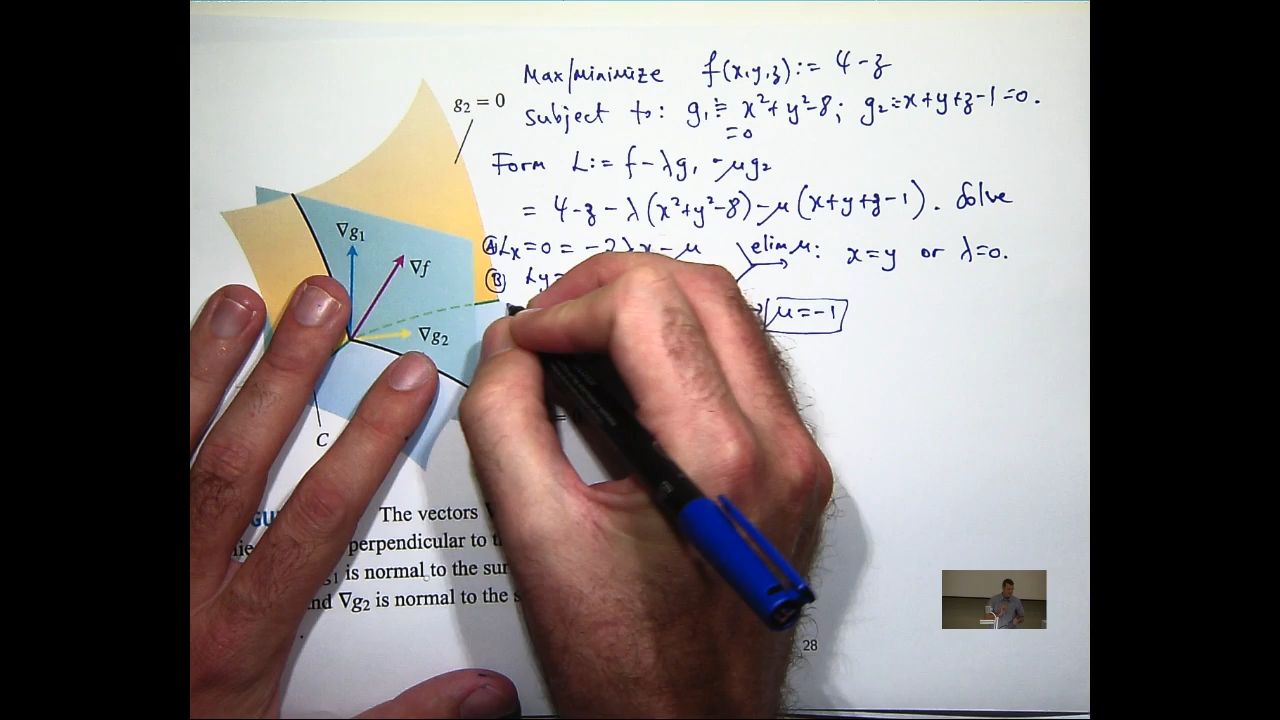 g₂ = 0
∇g₁
∇f
∇g₂
C
The vectors
perpendicular to
g₁ is normal to the sur
nd ∇g₂ is normal to the s
Max/minimize f(x,y,z) := 4-z
Subject to: g₁ := x²+y²-8; g₂ := x+y+z-1=0.
=0
Form L := f-λg₁-μg₂
= 4-z-λ(x²+y²-8)-μ(x+y+z-1). Solve
Ⓐ Lx=0=-2λx-μ elim μ: x=y or λ=0.
Ⓑ Ly=
μ=-1
28